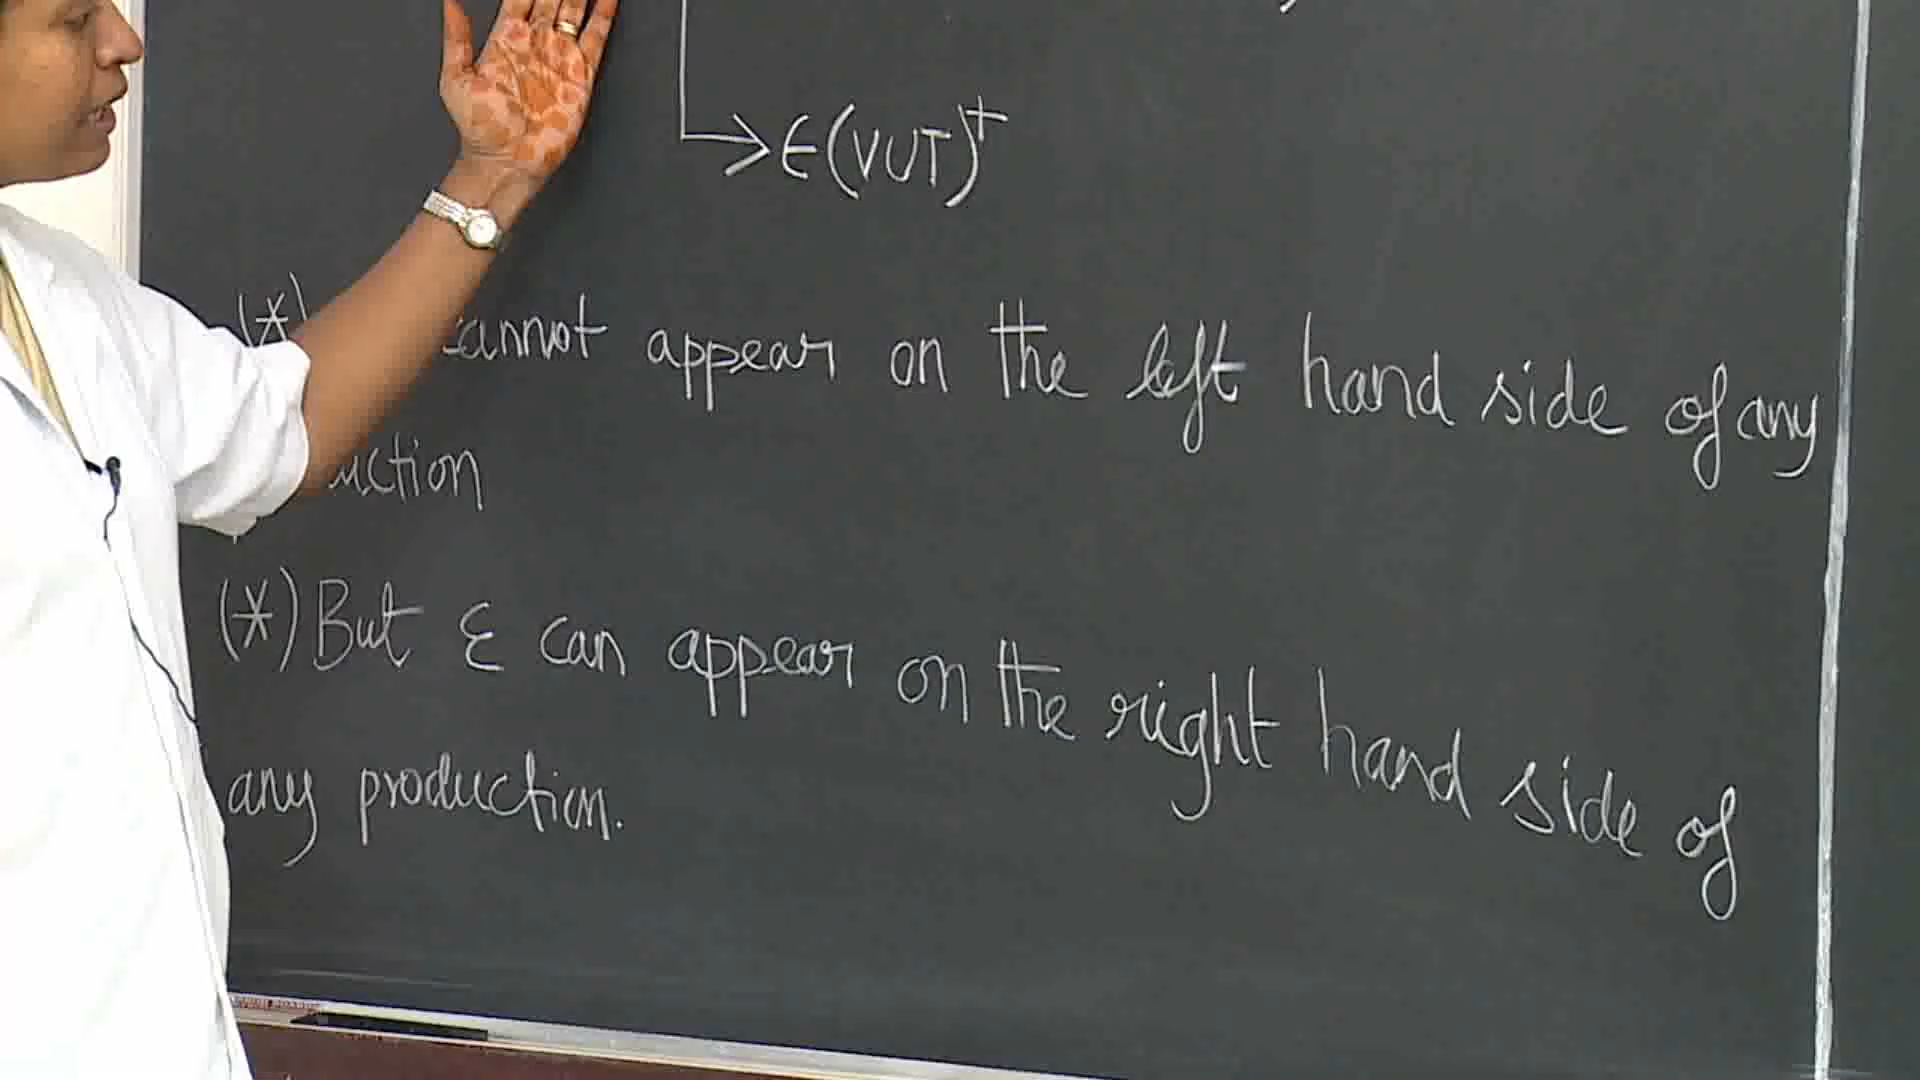 ∈(VUT)⁺
(*) cannot appear on the left hand side of any
uction
(*) But ε can appear on the right hand side of
any production.